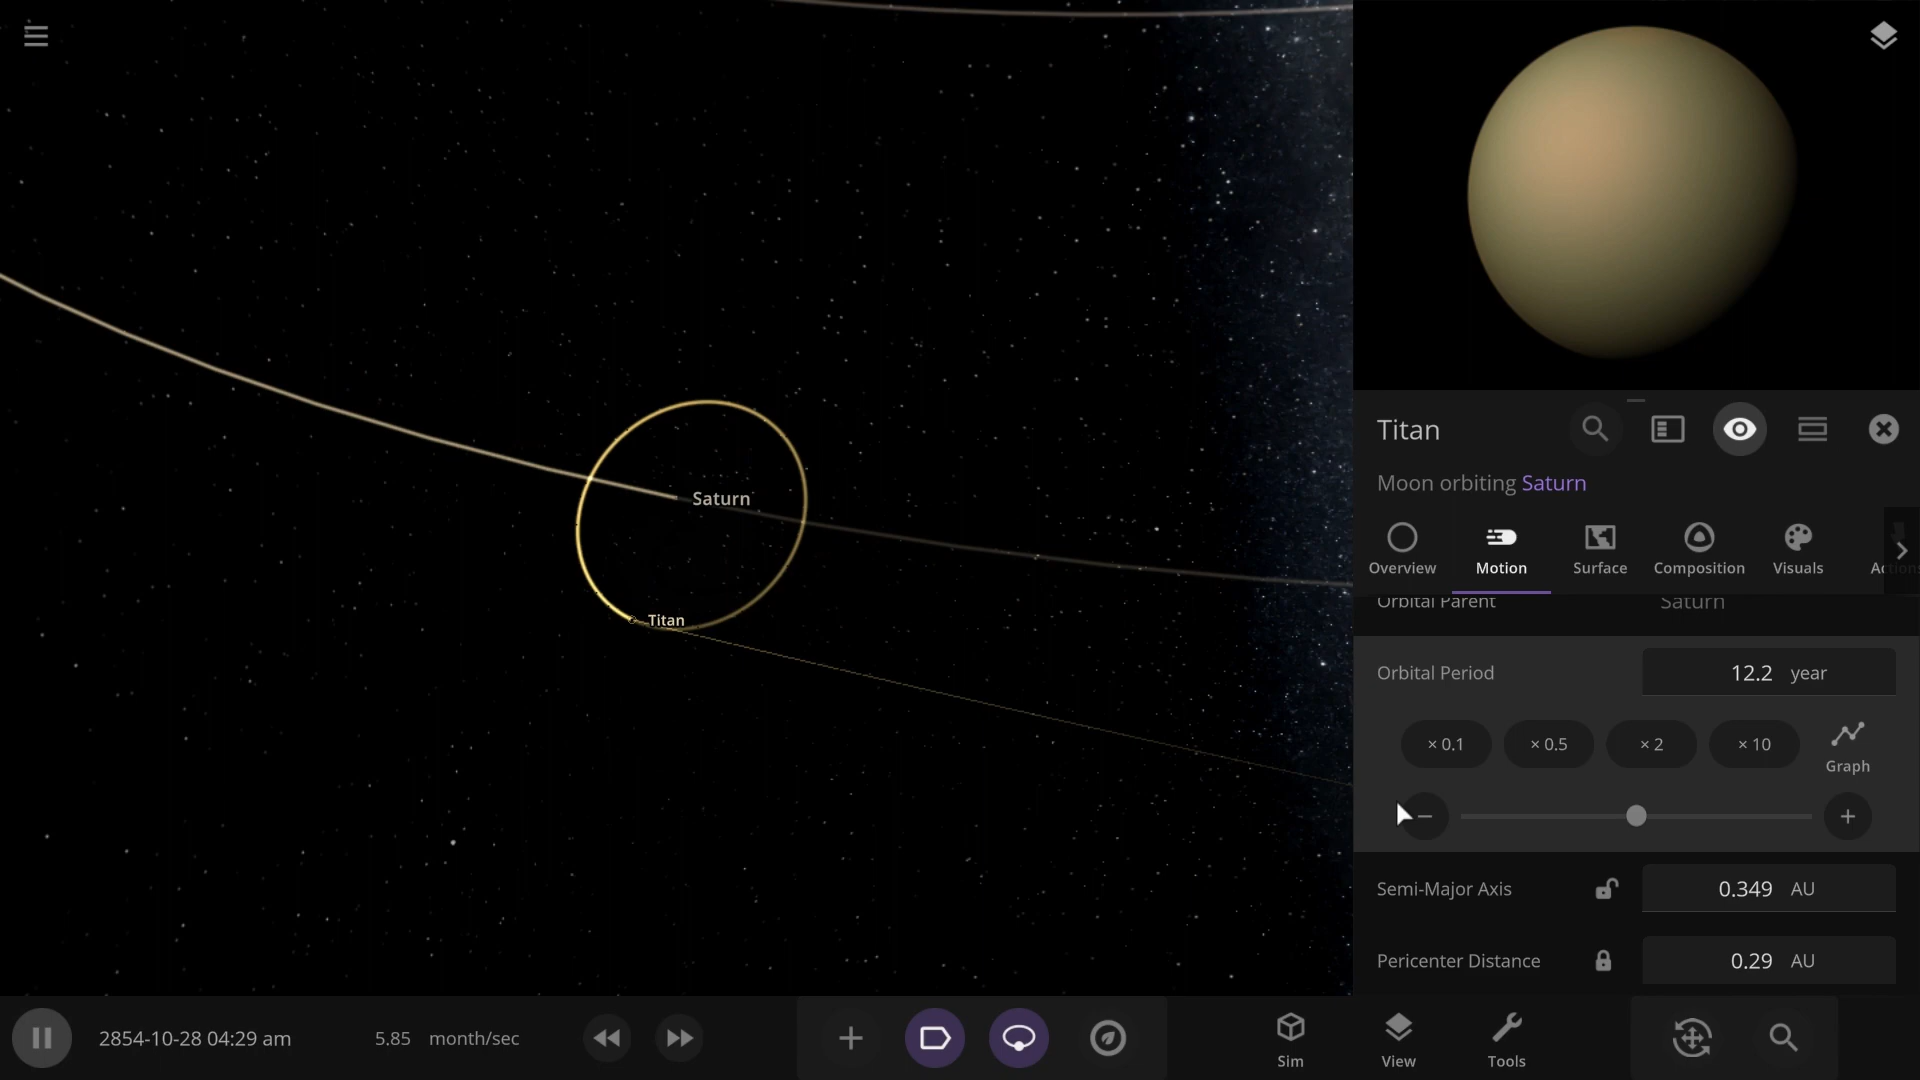 Saturn
Titan
Titan
Moon orbiting Saturn
Overview
Motion
Surface
Composition
Visuals
Actions
Orbital Parent
Saturn
Orbital Period
12.2 year
× 0.1
× 0.5
× 2
× 10
Graph
Semi-Major Axis
0.349 AU
Pericenter Distance
0.29 AU
2854-10-28 04:29 am
5.85 month/sec
Sim
View
Tools